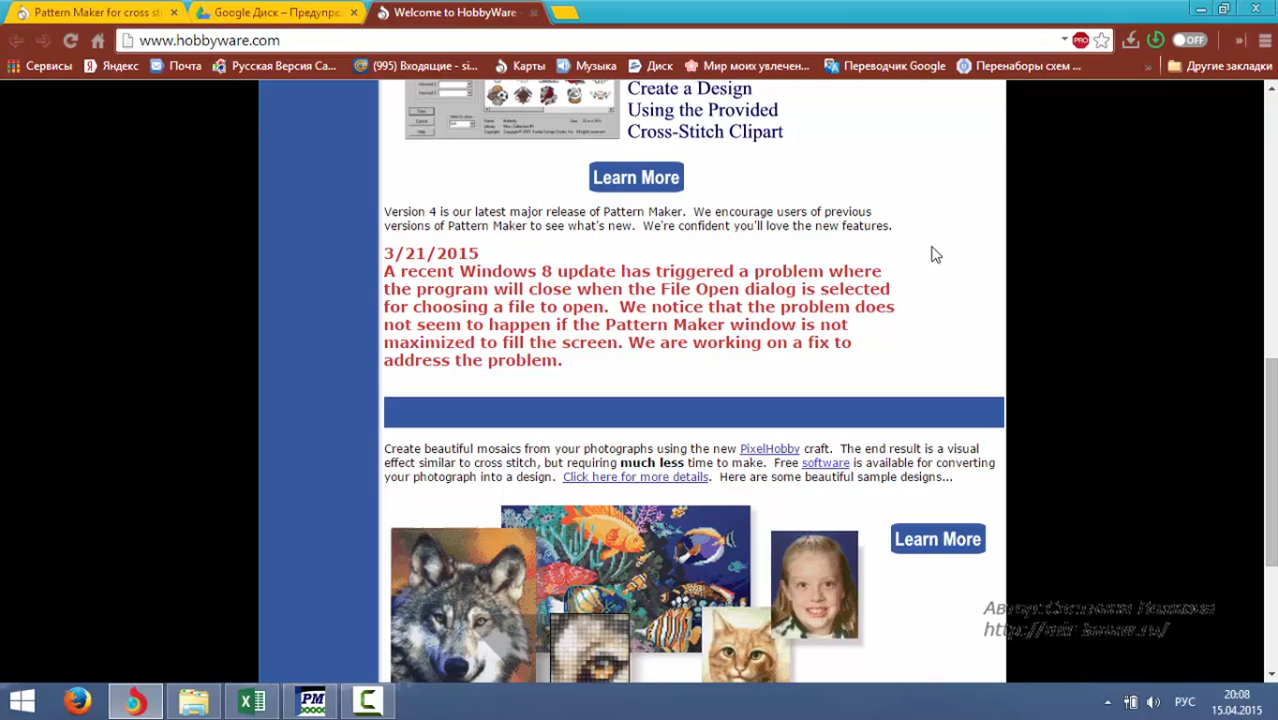 Pattern Maker for cross sti
Google Диск – Предупре
Welcome to HobbyWare -
www.hobbyware.com
PRO
OFF
Сервисы
Яндекс
Почта
Русская Версия Са...
(995) Входящие - si...
Карты
Музыка
Диск
Мир моих увлечен...
Переводчик Google
Перенаборы схем ...
Другие закладки
Create a Design
Using the Provided
Cross-Stitch Clipart
Learn More
Version 4 is our latest major release of Pattern Maker. We encourage users of previous
versions of Pattern Maker to see what's new. We're confident you'll love the new features.
3/21/2015
A recent Windows 8 update has triggered a problem where
the program will close when the File Open dialog is selected
for choosing a file to open. We notice that the problem does
not seem to happen if the Pattern Maker window is not
maximized to fill the screen. We are working on a fix to
address the problem.
Create beautiful mosaics from your photographs using the new PixelHobby craft. The end result is a visual
effect similar to cross stitch, but requiring much less time to make. Free software is available for converting
your photograph into a design. Click here for more details. Here are some beautiful sample designs...
Learn More
PM
РУС
20:08
15.04.2015